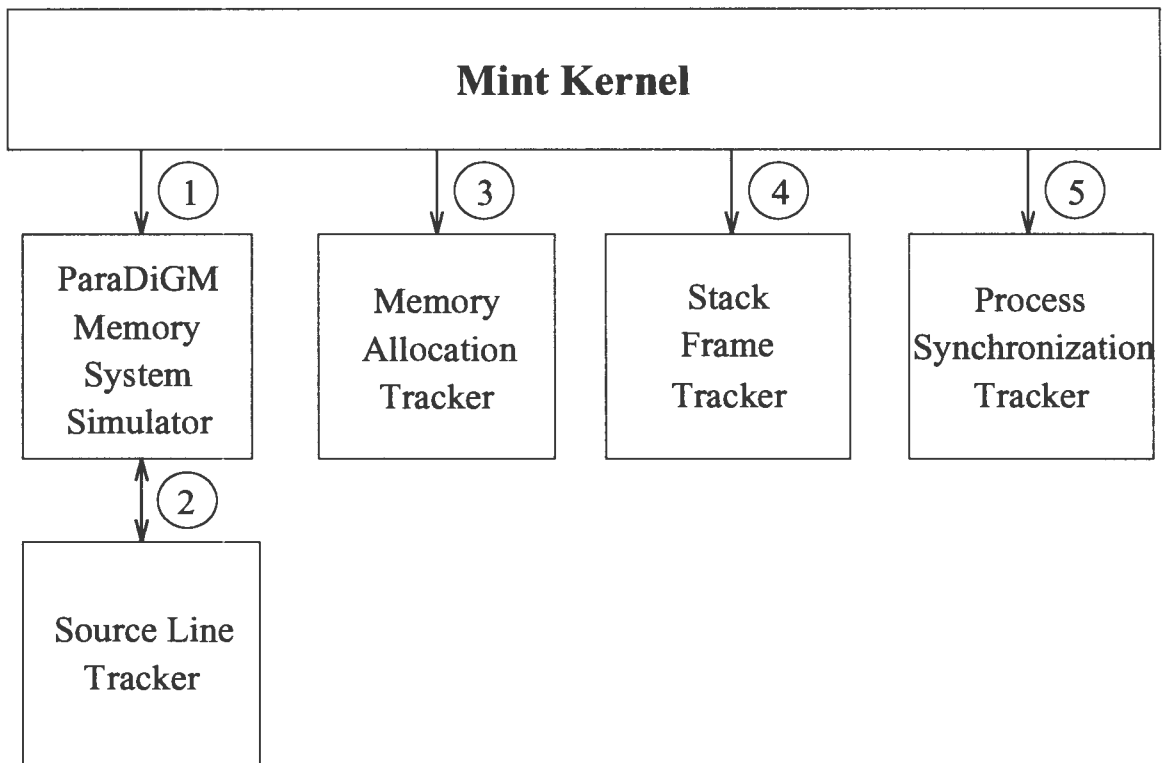 Mint Kernel
1
3
4
5
ParaDiGM
Memory
System
Simulator
Memory
Allocation
Tracker
Stack
Frame
Tracker
Process
Synchronization
Tracker
2
Source Line
Tracker